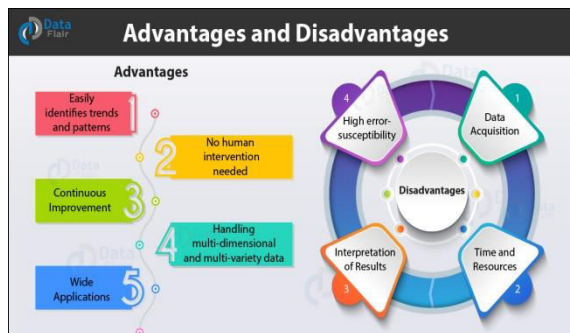 Data
Flair
Advantages and Disadvantages
Advantages
Easily
identifies trends
and patterns
1
2
No human
intervention
needed
Continuous
Improvement
3
4
Handling
multi-dimensional
and multi-variety data
Wide
Applications
5
Disadvantages
1
Data
Acquisition
Time and
Resources
2
Interpretation
of Results
3
4
High error-
susceptibility